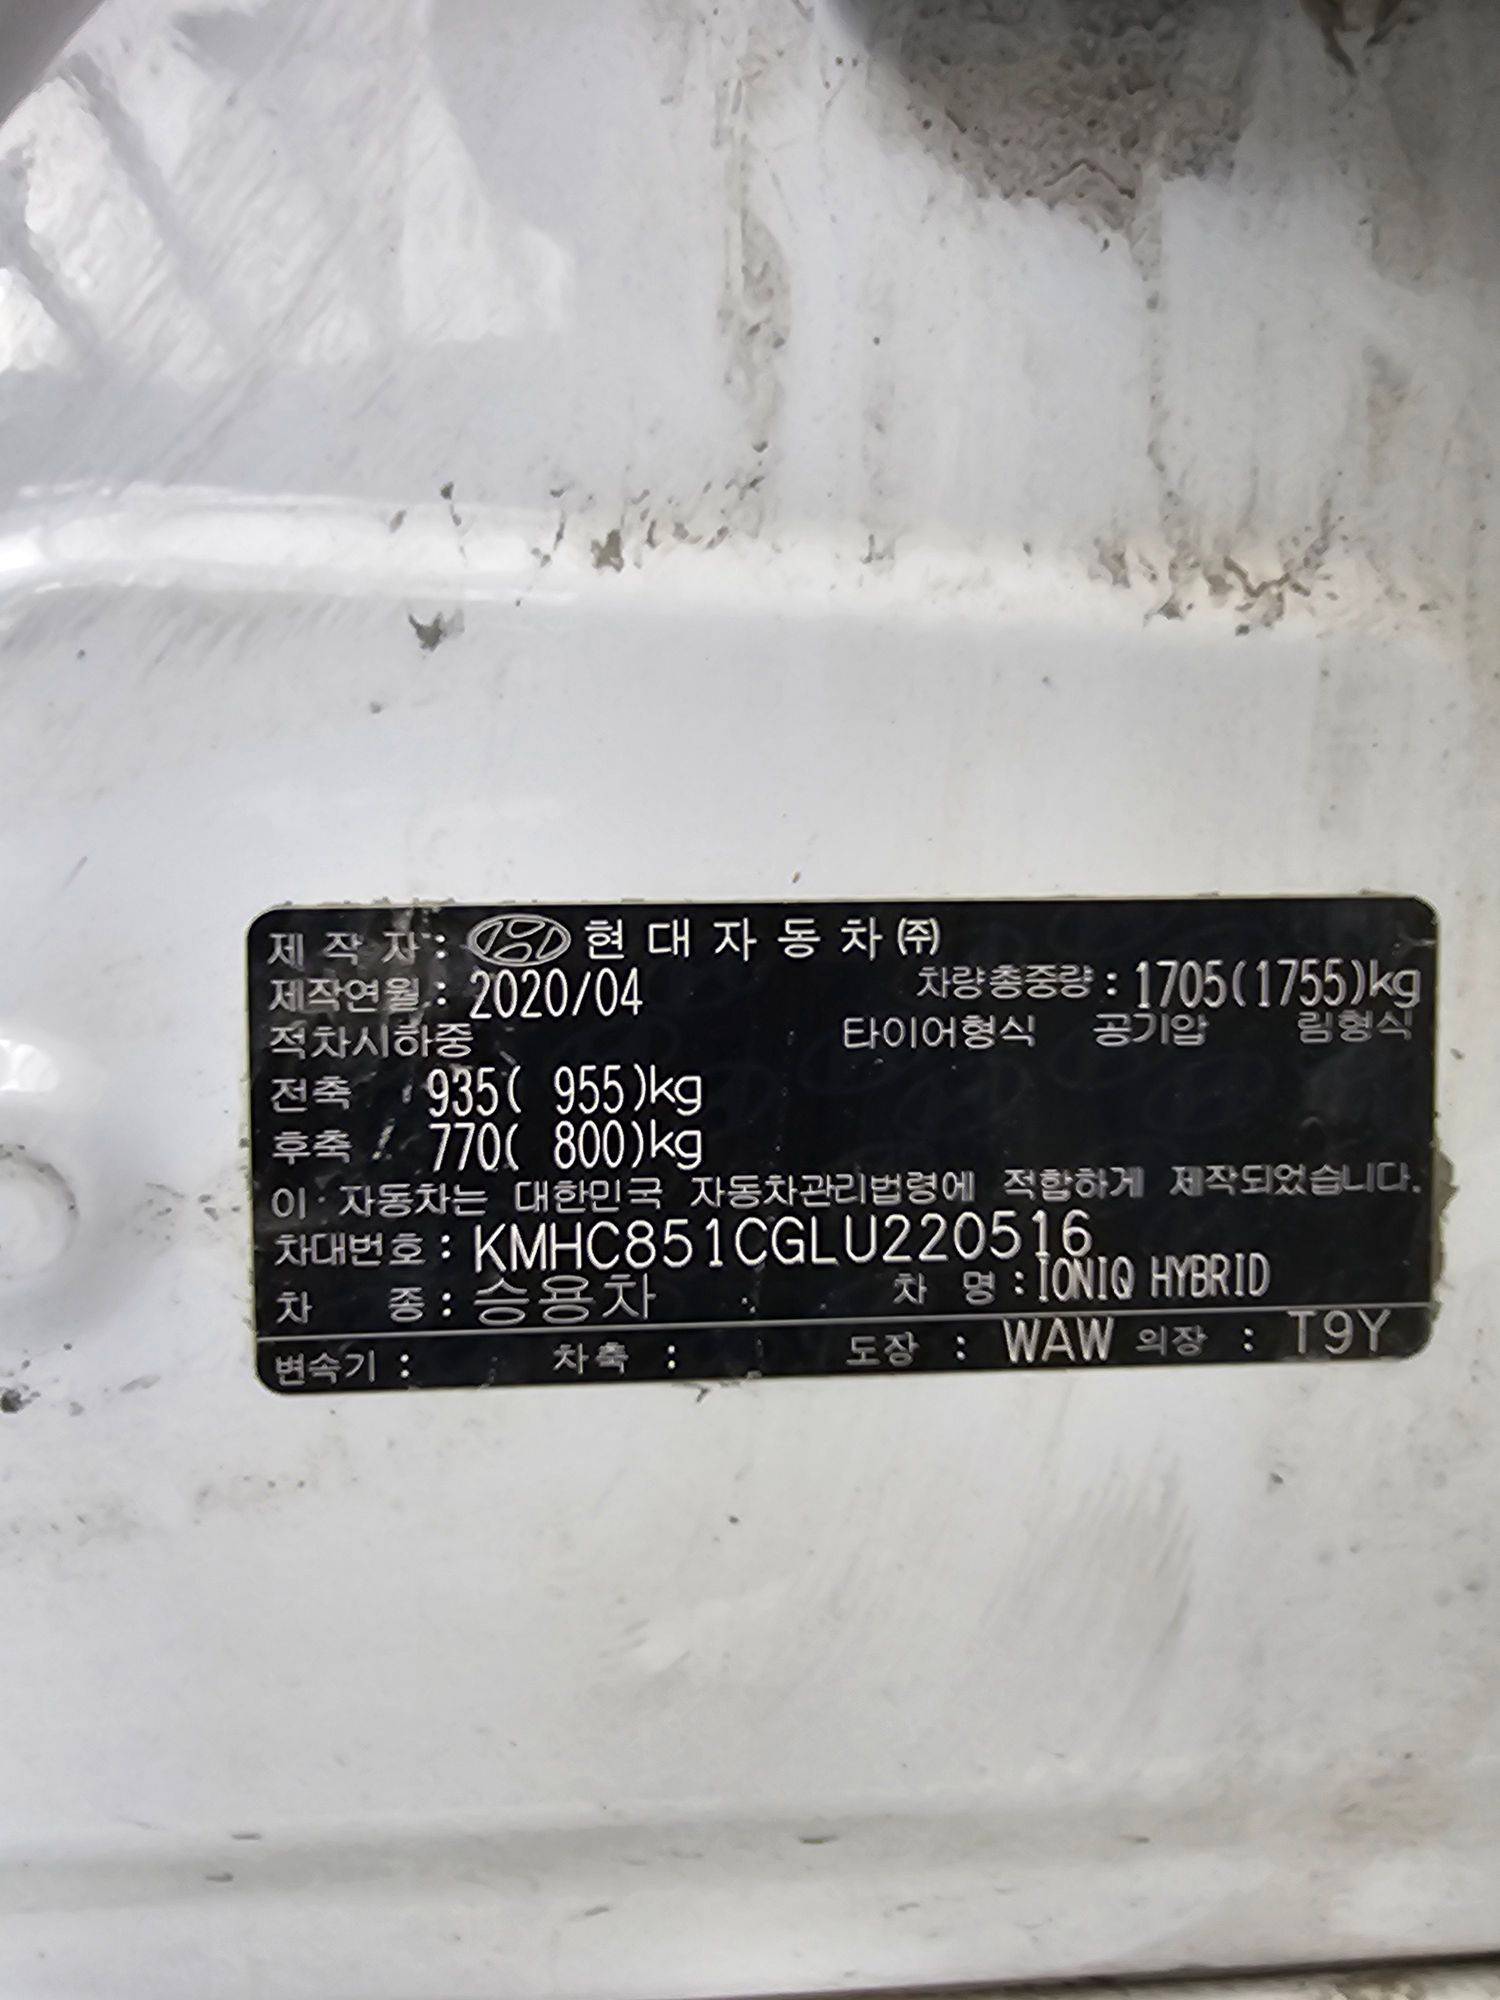 제 작 자 : 현 대 자 동 차 ㈜
제작연월 : 2020/04 차량총중량 : 1705(1755)kg
적차시하중 타이어형식 공기압 림형식
전축 935( 955)kg
후축 770( 800)kg
이 자동차는 대한민국 자동차관리법령에 적합하게 제작되었습니다.
차대번호 : KMHC851CGLU220516
차 종 : 승용차 차 명 : IONIQ HYBRID
변속기 : 차축 : 도장 : WAW 의장 : T9Y